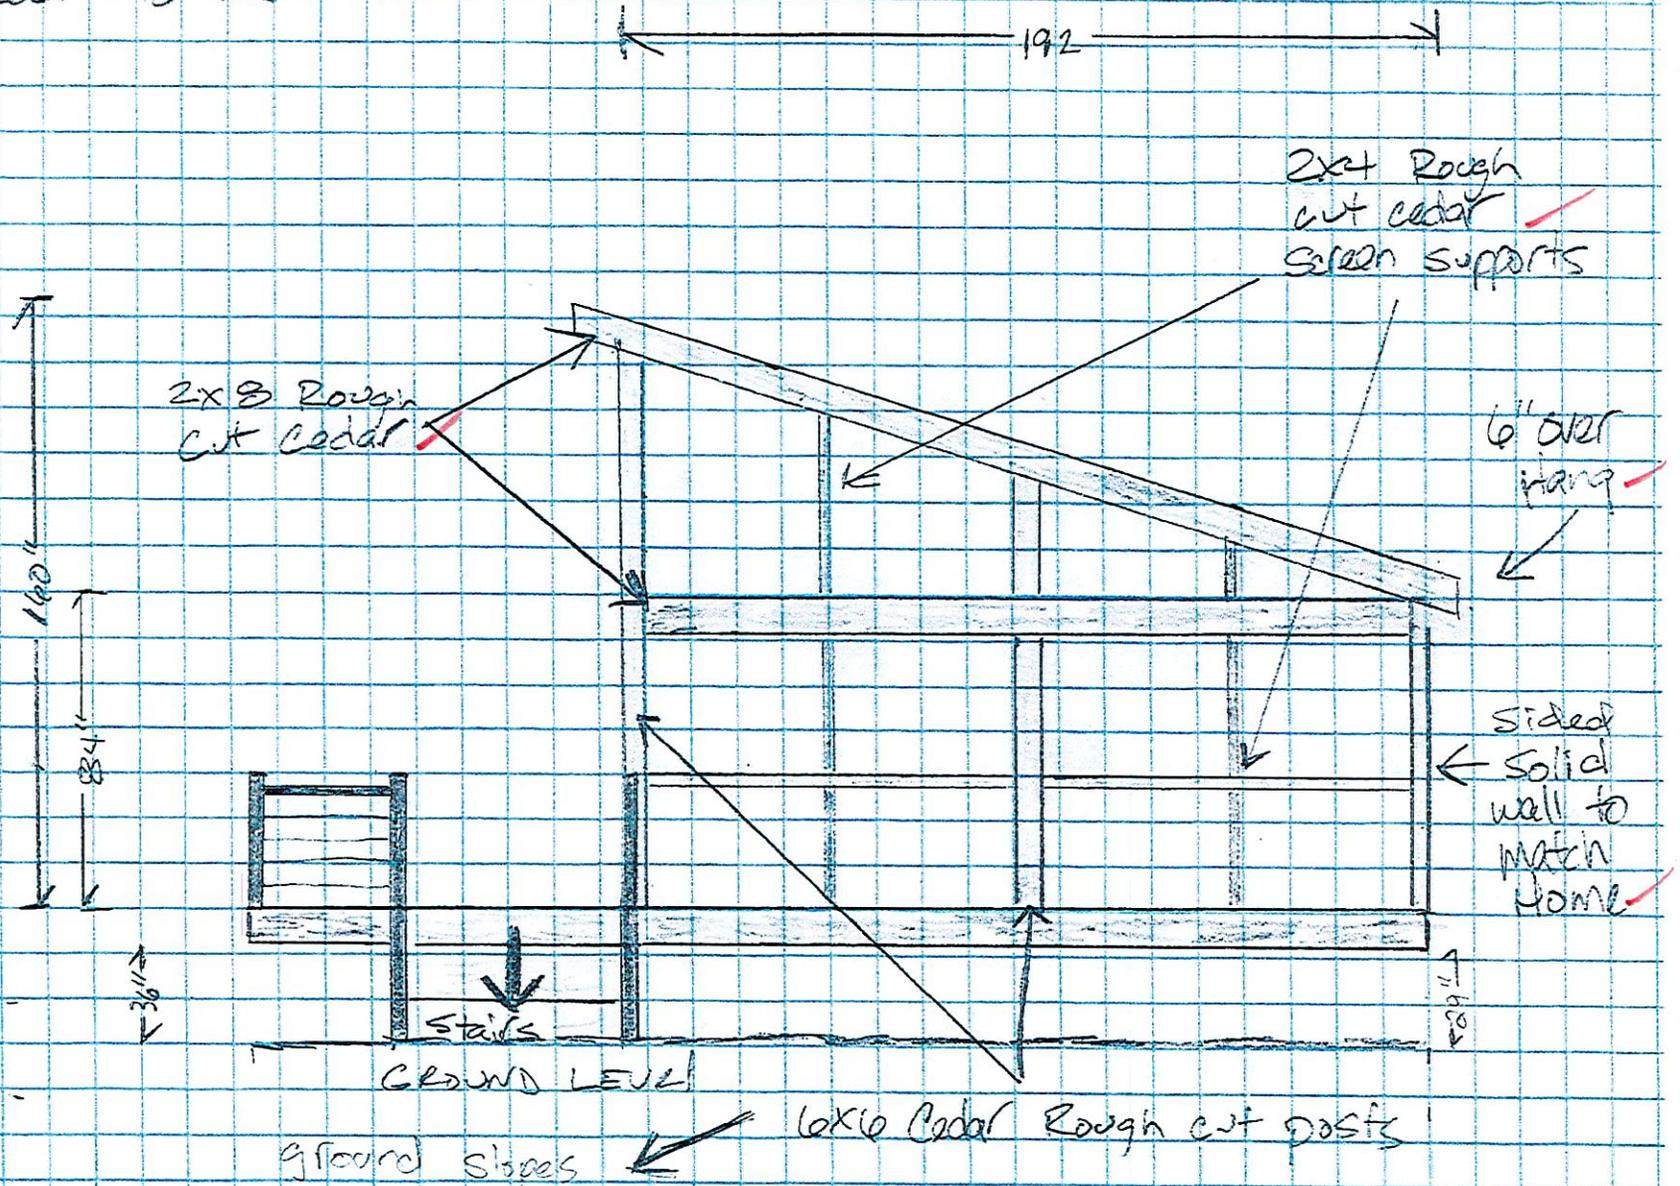 192
2x4 Rough
cut cedar
screen supports
2x8 Rough
cut cedar
6" over
Hang
160"
84"
Sided
Solid
wall to
match
Home
36"
24"
Stairs
GROUND LEVEL
6x6 Cedar Rough cut posts
ground slopes